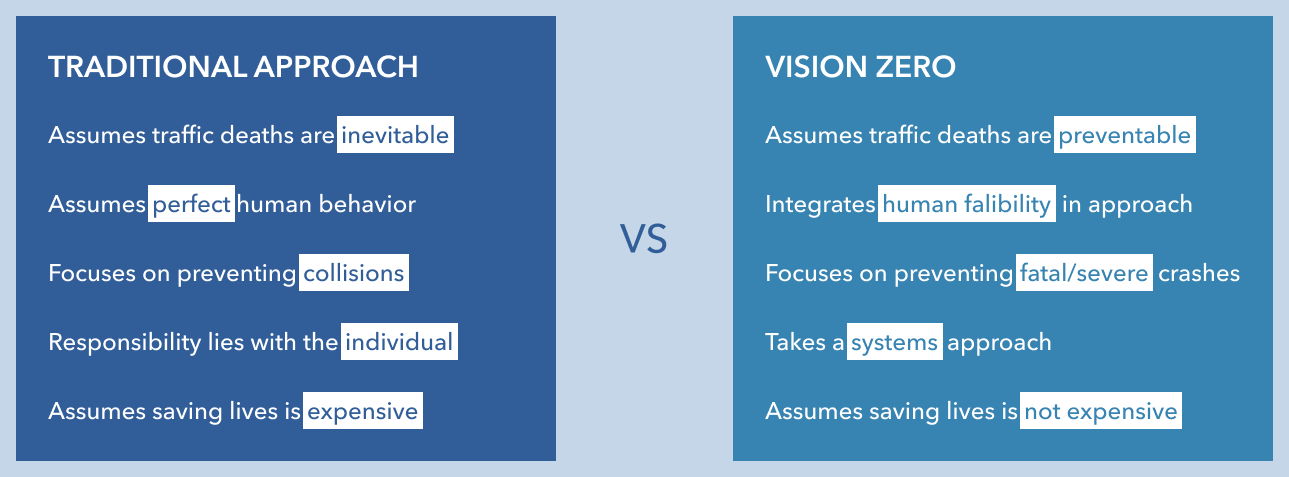 TRADITIONAL APPROACH
Assumes traffic deaths are inevitable
Assumes perfect human behavior
Focuses on preventing collisions
Responsibility lies with the individual
Assumes saving lives is expensive
VS
VISION ZERO
Assumes traffic deaths are preventable
Integrates human falibility in approach
Focuses on preventing fatal/severe crashes
Takes a systems approach
Assumes saving lives is not expensive